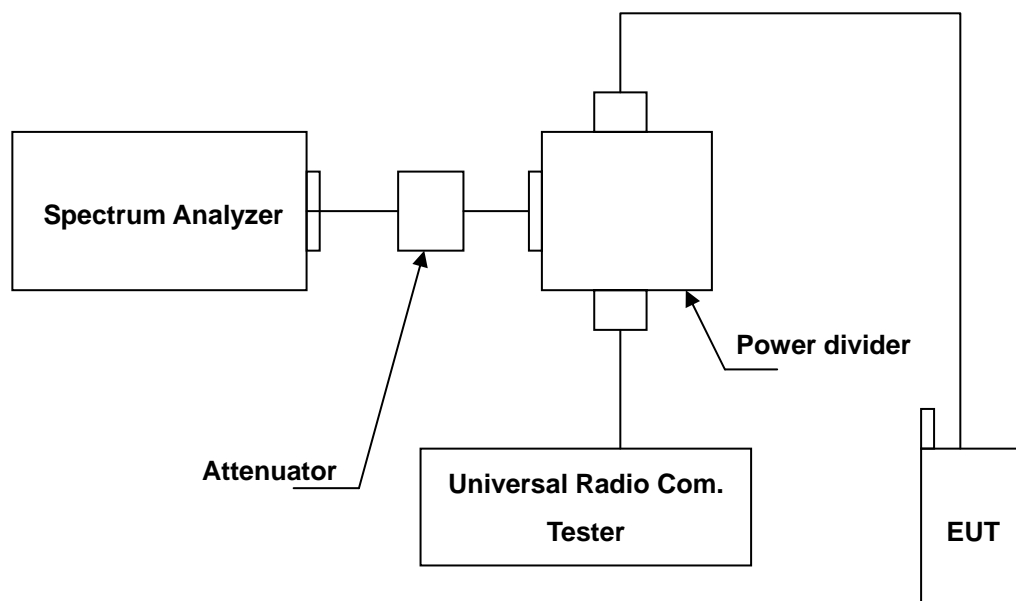 Spectrum Analyzer
Power divider
Attenuator
Universal Radio Com.
Tester
EUT